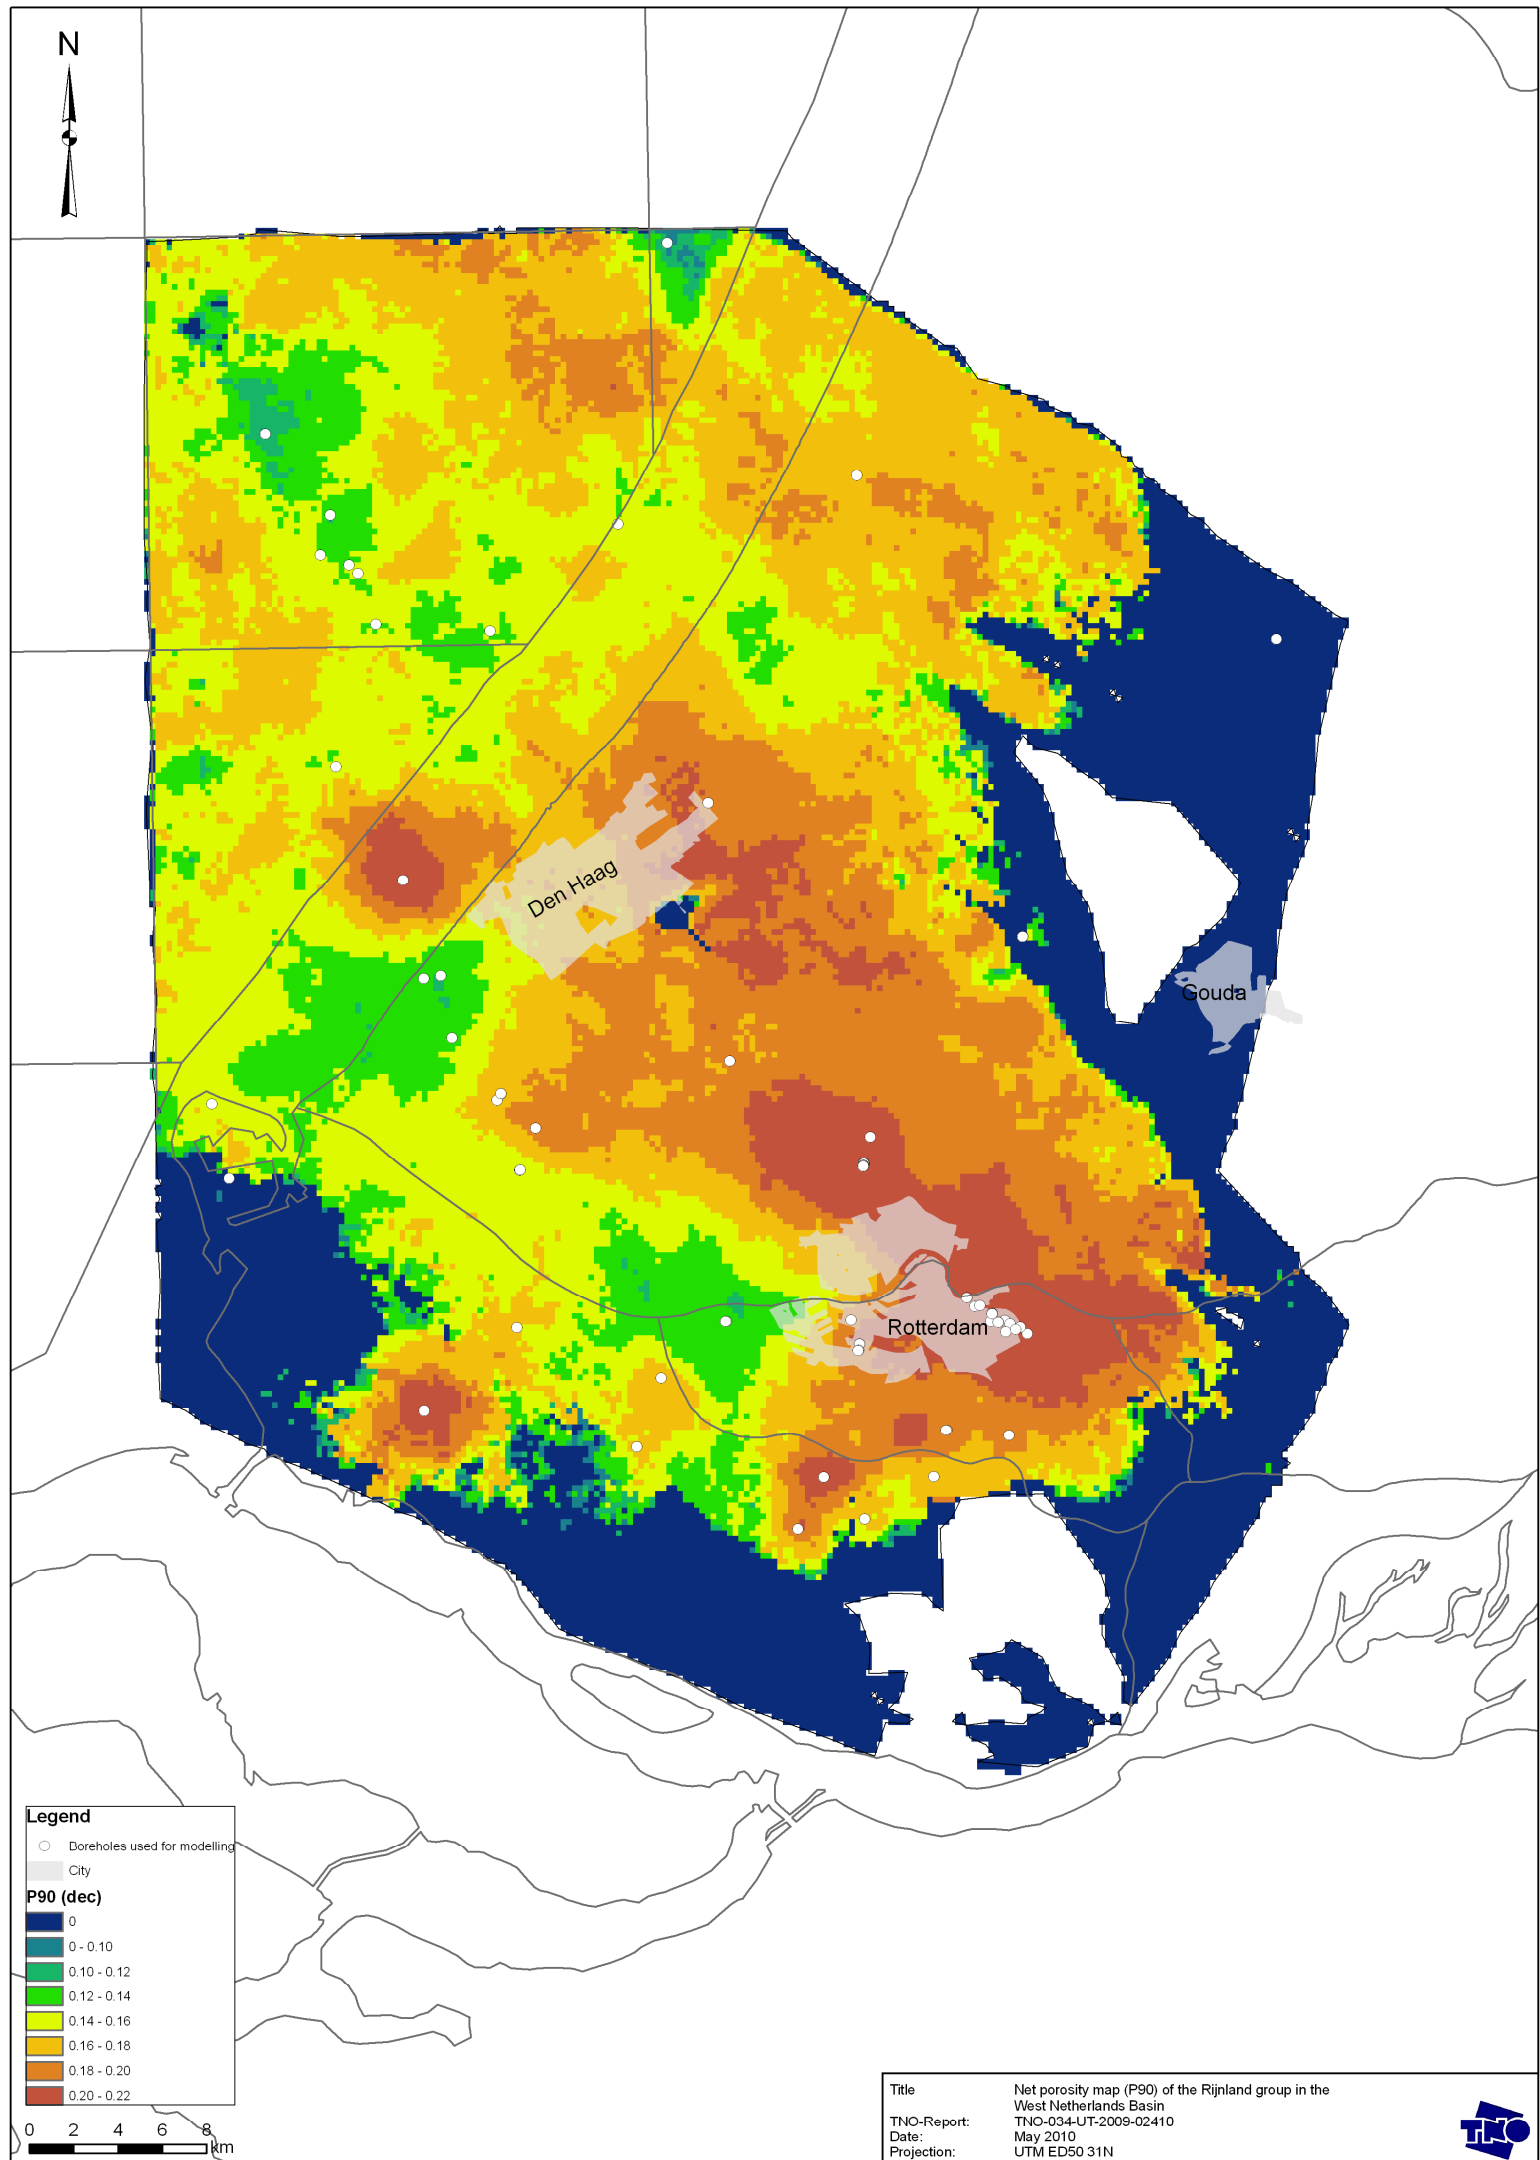 N
Den Haag
Gouda
Rotterdam
Legend
Boreholes used for modelling
City
P90 (dec)
0
0 - 0.10
0.10 - 0.12
0.12 - 0.14
0.14 - 0.16
0.16 - 0.18
0.18 - 0.20
0.20 - 0.22
0 2 4 6 8
km
Title Net porosity map (P90) of the Rijnland group in the
West Netherlands Basin
TNO-Report: TNO-034-UT-2009-02410
Date: May 2010
Projection: UTM ED50 31N
TNO